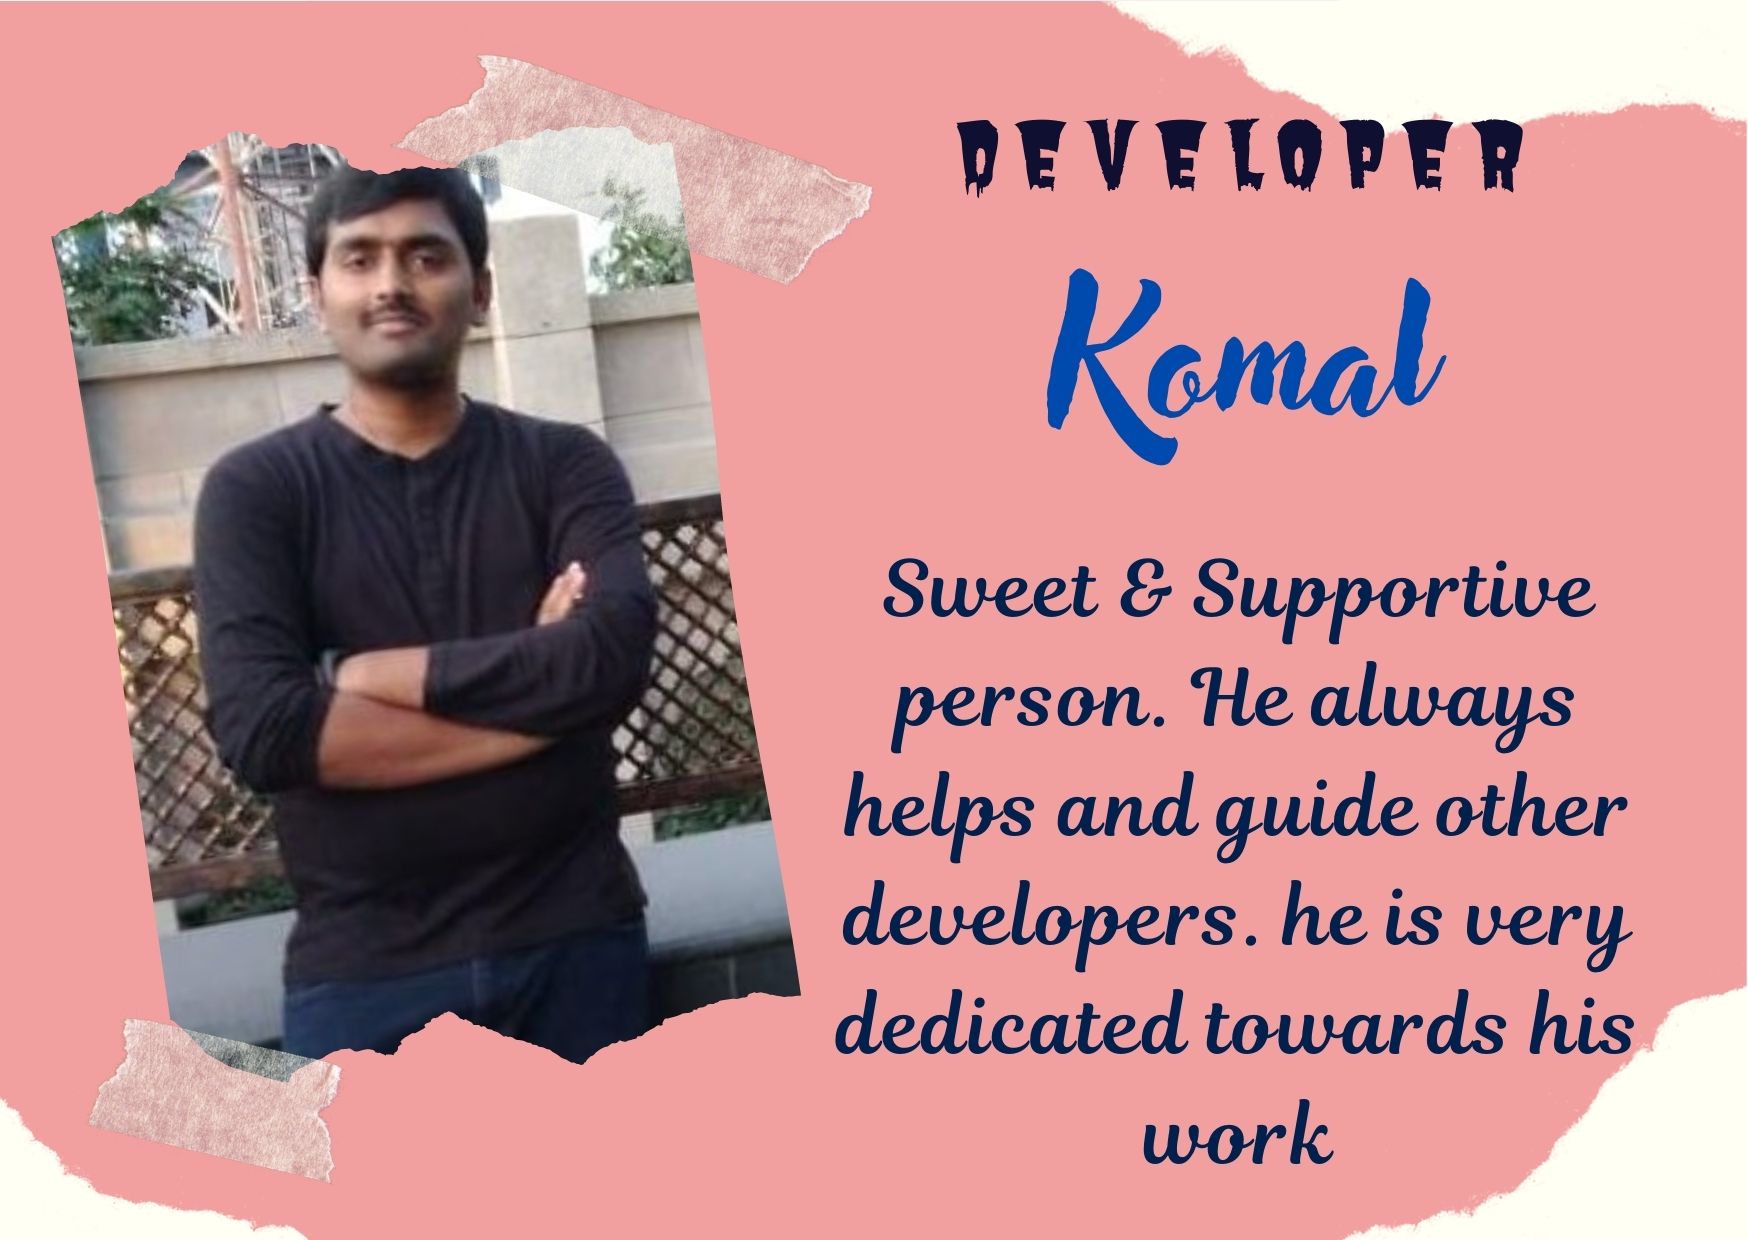 DEVELOPER
Komal
Sweet & Supportive
person. He always
helps and guide other
developers. he is very
dedicated towards his
work